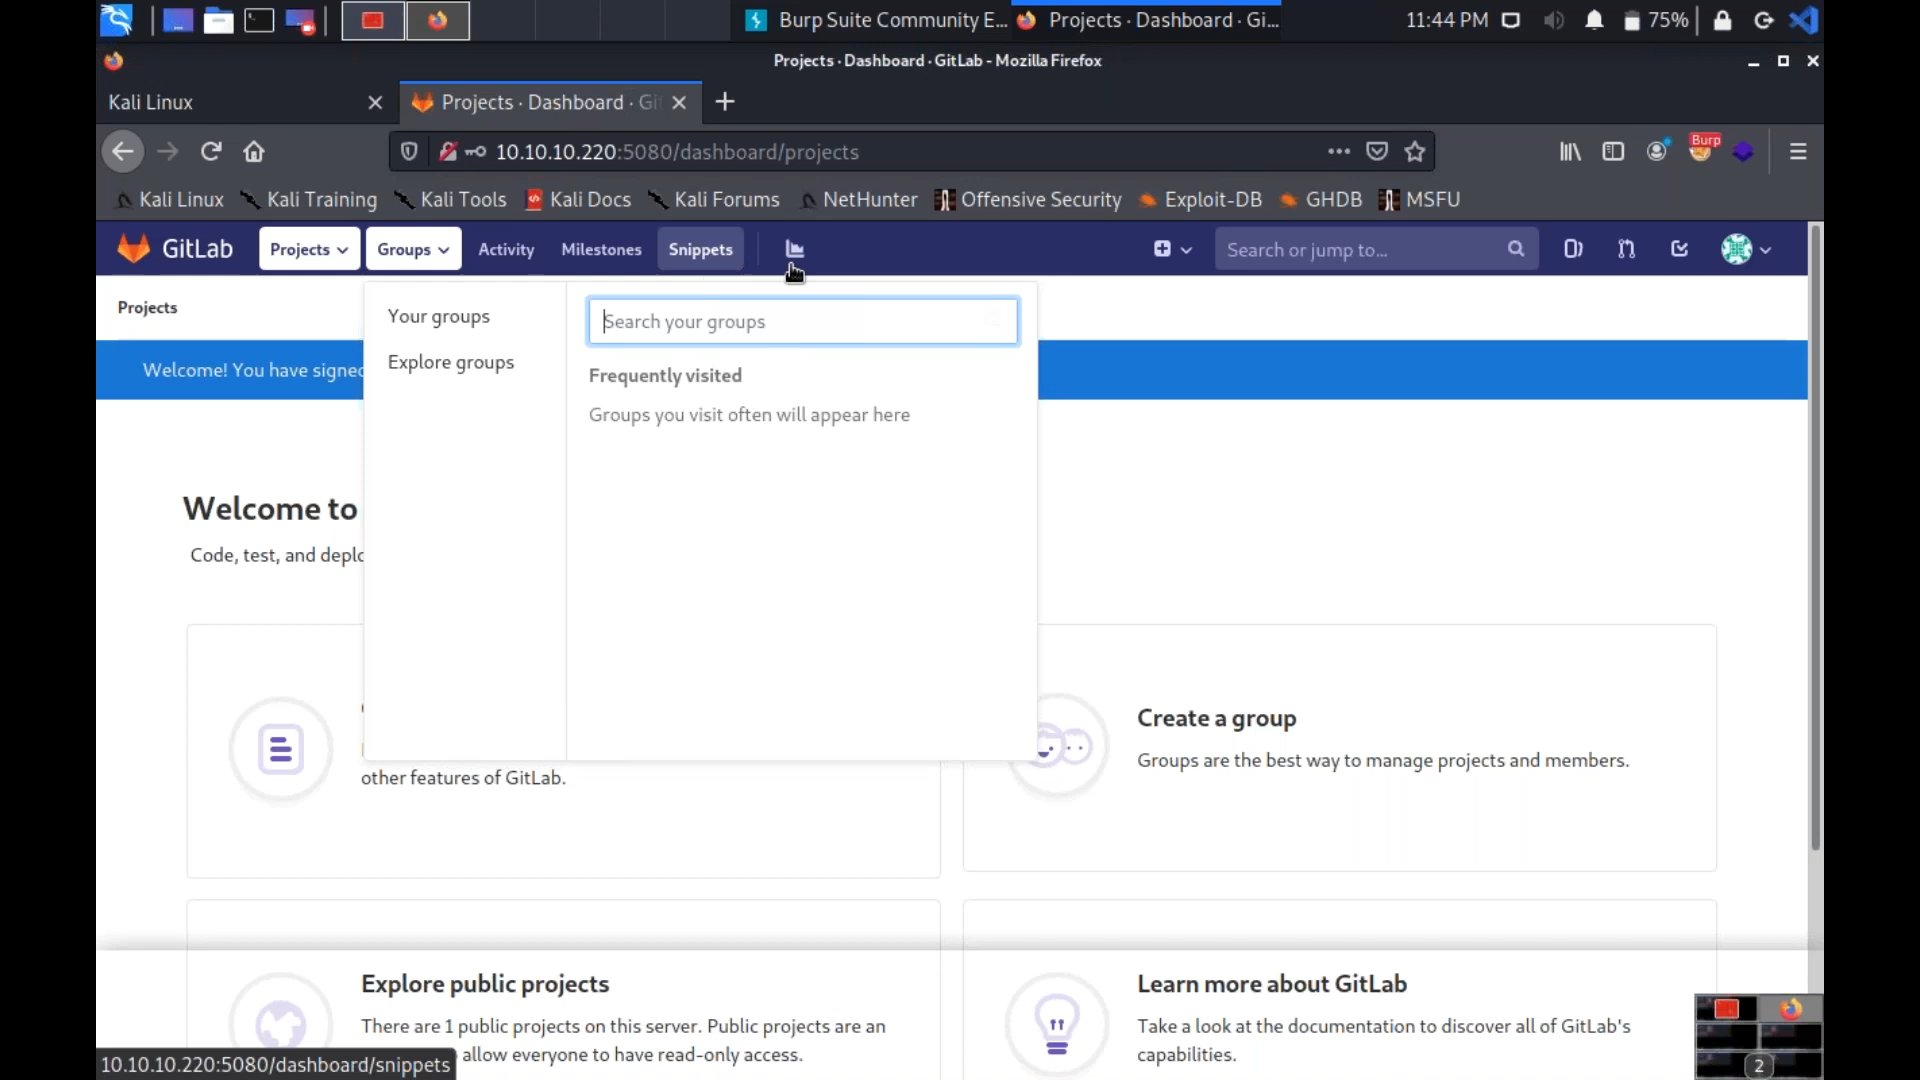 Burp Suite Community E...
Projects · Dashboard · Gi...
11:44 PM
75%
Projects · Dashboard · GitLab - Mozilla Firefox
Kali Linux
Projects · Dashboard · Git
10.10.10.220:5080/dashboard/projects
Burp
Kali Linux
Kali Training
Kali Tools
Kali Docs
Kali Forums
NetHunter
Offensive Security
Exploit-DB
GHDB
MSFU
GitLab
Projects
Groups
Activity
Milestones
Snippets
Search or jump to...
Projects
Your groups
Explore groups
Search your groups
Frequently visited
Groups you visit often will appear here
Welcome! You have signed
Welcome to
Code, test, and deplo
other features of GitLab.
Create a group
Groups are the best way to manage projects and members.
Explore public projects
There are 1 public projects on this server. Public projects are an
allow everyone to have read-only access.
Learn more about GitLab
Take a look at the documentation to discover all of GitLab's
capabilities.
10.10.10.220:5080/dashboard/snippets
2